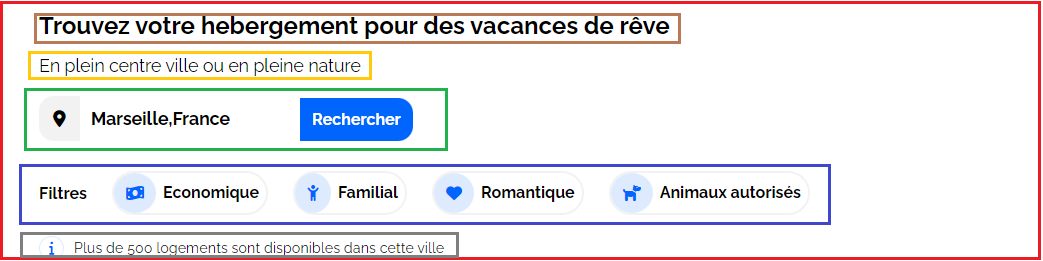 Trouvez votre hebergement pour des vacances de rêve
En plein centre ville ou en pleine nature
Marseille,France Rechercher
Filtres Economique Familial Romantique Animaux autorisés
i Plus de 500 logements sont disponibles dans cette ville